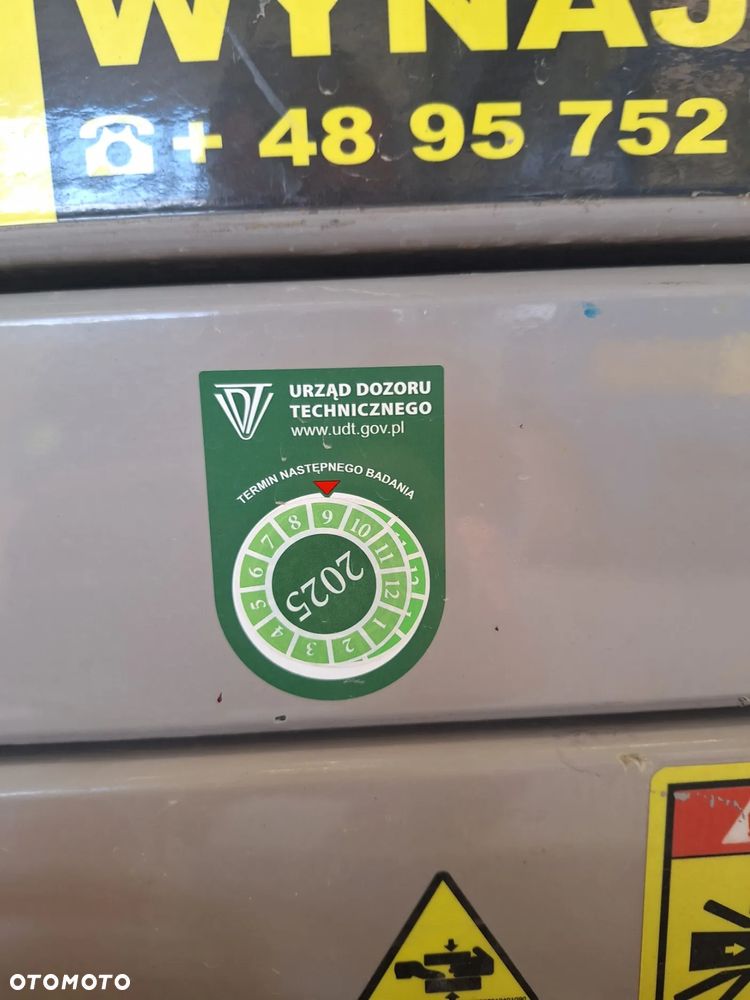 WYNAJ
+ 48 95 752
UDT
URZĄD DOZORU
TECHNICZNEGO
www.udt.gov.pl
TERMIN NASTĘPNEGO BADANIA
1 2 3 4 5 6 7 8 9 10 11 12
2025
OTOMOTO